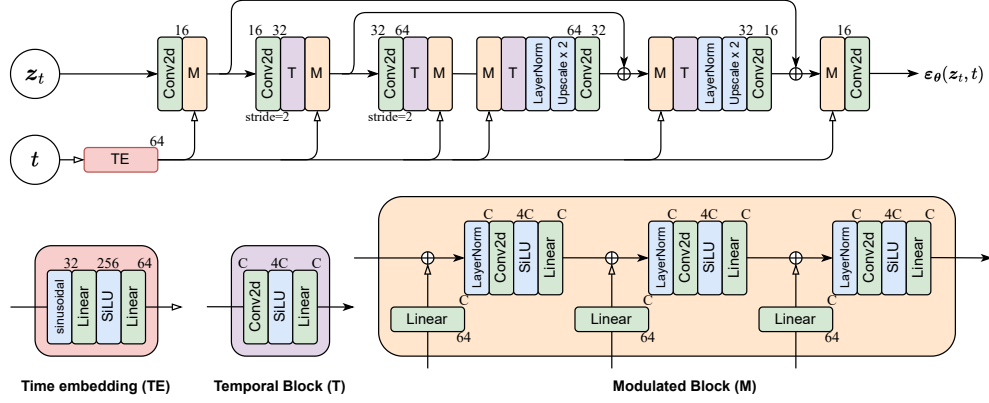 16 16 32 32 64 64 32 32 16 16
z_t Conv2d M Conv2d T M Conv2d T M M T LayerNorm Upscale x 2 Conv2d M T LayerNorm Upscale x 2 Conv2d M Conv2d ε_θ(z_t, t)
stride=2 stride=2
t TE 64
32 256 64
sinusoidal Linear SiLU Linear
Time embedding (TE)
C 4C C
Conv2d SiLU Linear
Temporal Block (T)
C 4C C C 4C C C 4C C
LayerNorm Conv2d SiLU Linear LayerNorm Conv2d SiLU Linear LayerNorm Conv2d SiLU Linear
C C C
Linear Linear Linear
64 64 64
Modulated Block (M)